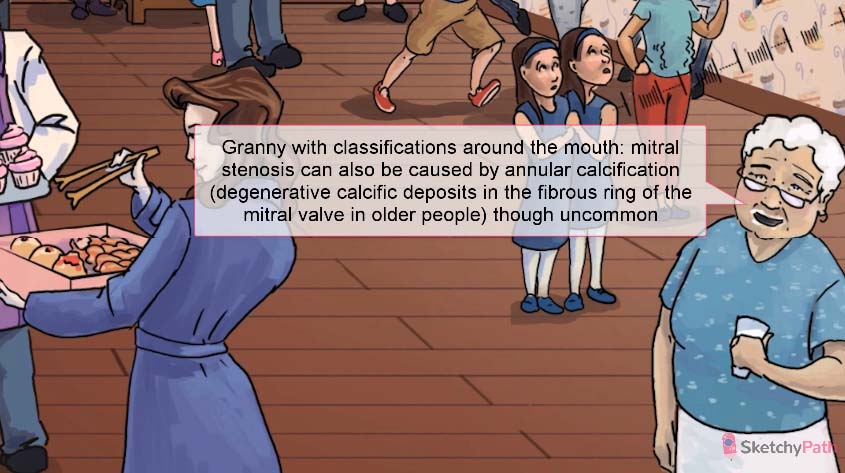 Granny with classifications around the mouth: mitral
stenosis can also be caused by annular calcification
(degenerative calcific deposits in the fibrous ring of the
mitral valve in older people) though uncommon
SketchyPath